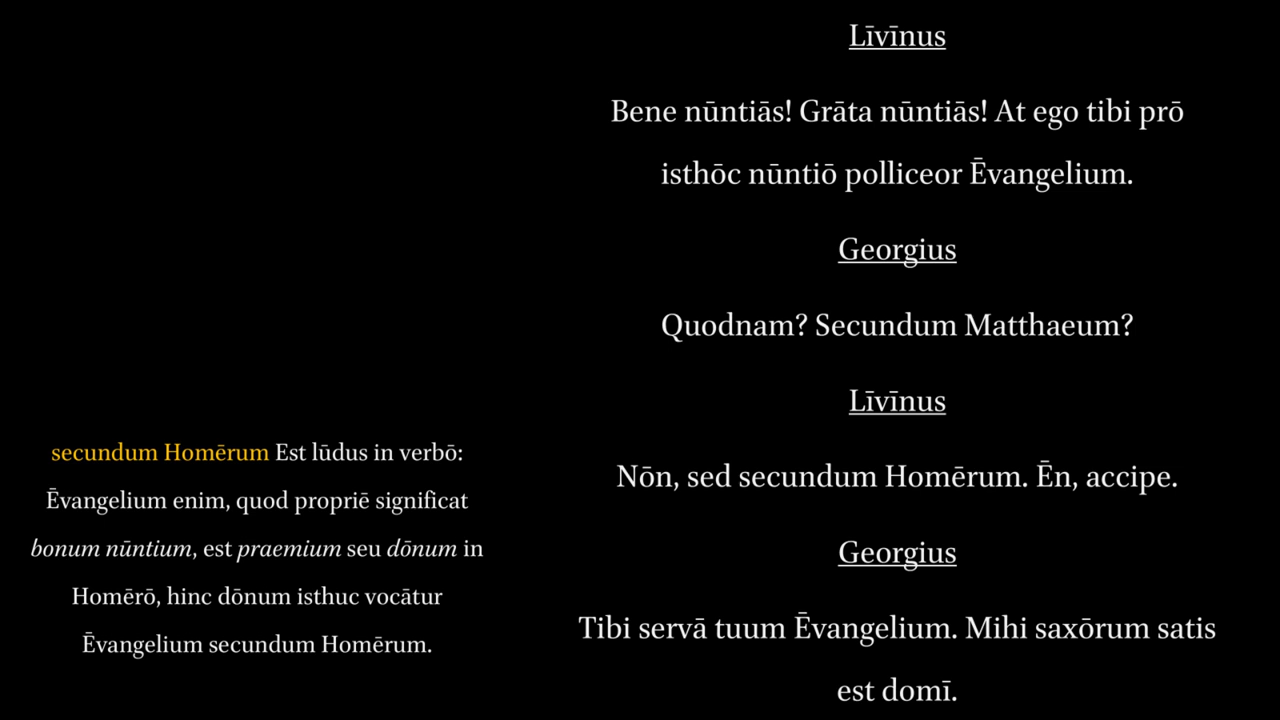 Līvīnus
Bene nūntiās! Grāta nūntiās! At ego tibi prō
isthōc nūntiō polliceor Ēvangelium.
Georgius
Quodnam? Secundum Matthaeum?
Līvīnus
Nōn, sed secundum Homērum. Ēn, accipe.
Georgius
Tibi servā tuum Ēvangelium. Mihi saxōrum satis
est domī.
secundum Homērum Est lūdus in verbō:
Ēvangelium enim, quod propriē significat
bonum nūntium, est praemium seu dōnum in
Homērō, hinc dōnum isthuc vocātur
Ēvangelium secundum Homērum.